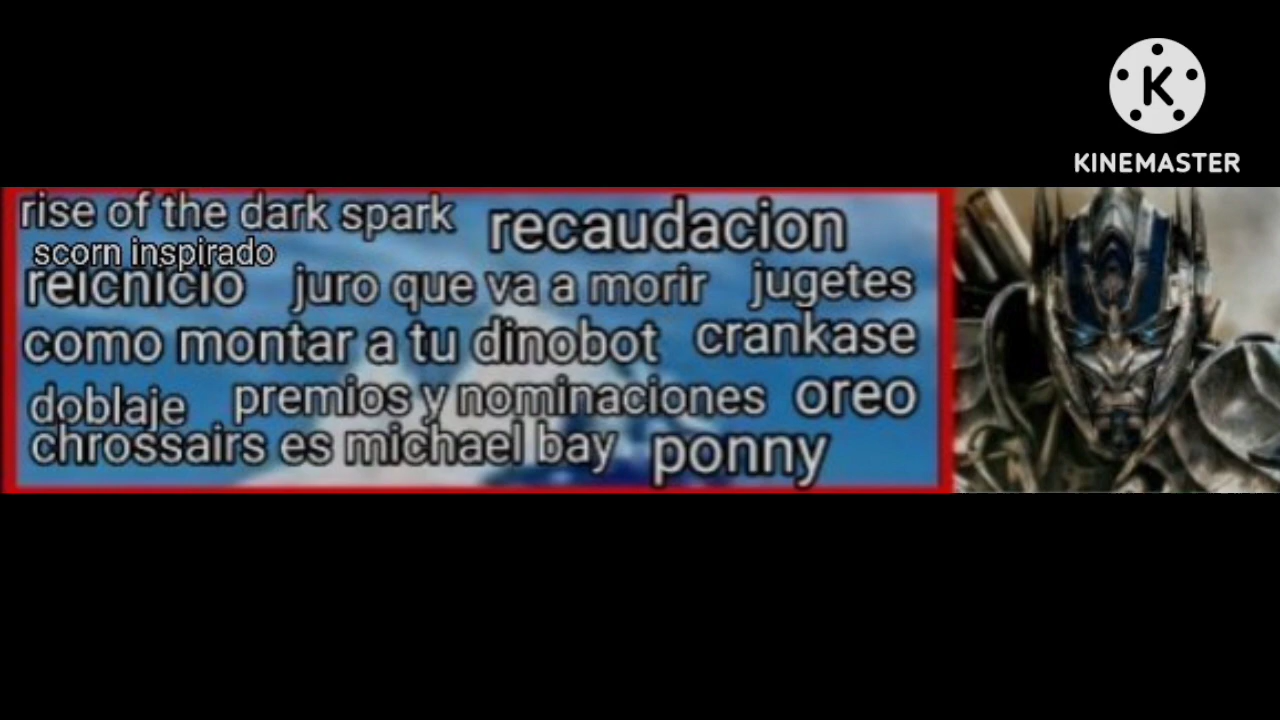 KINEMASTER
rise of the dark spark recaudacion
scorn inspirado
reicnicio juro que va a morir jugetes
como montar a tu dinobot crankase
doblaje premios y nominaciones oreo
chrossairs es michael bay ponny